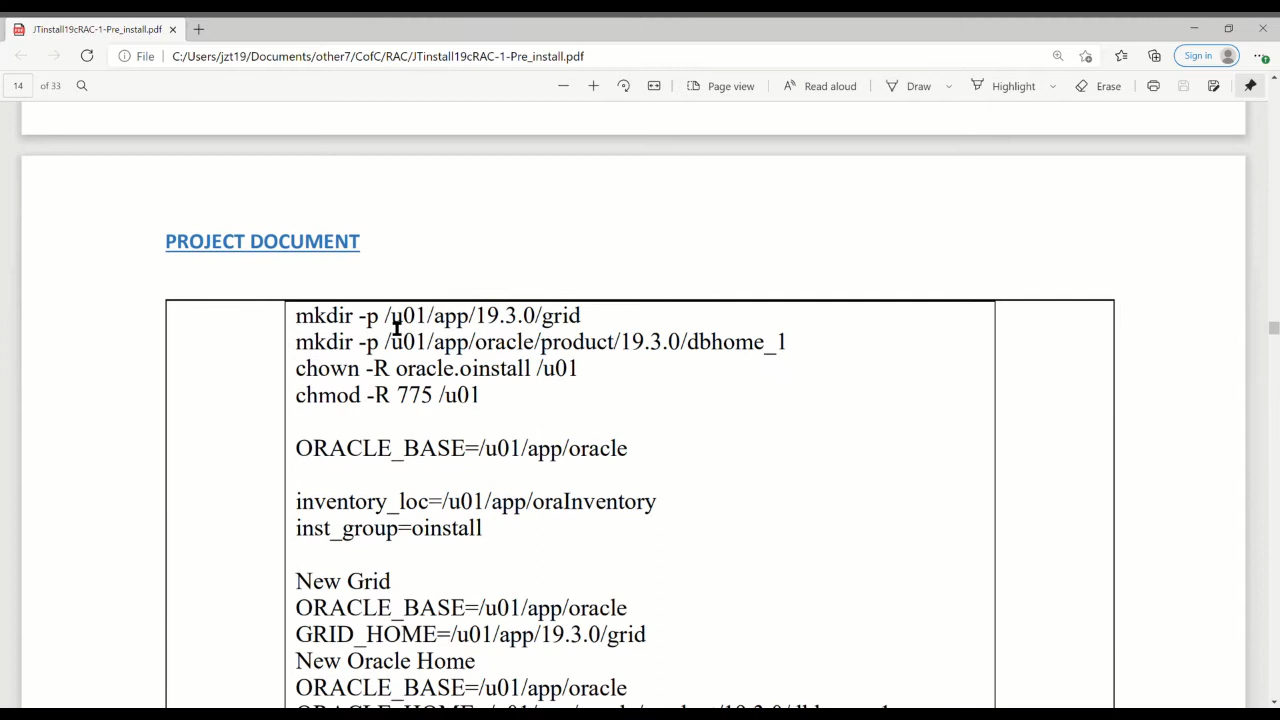 JTinstall19cRAC-1-Pre_install.pdf
File C:/Users/jzt19/Documents/other7/CofC/RAC/JTinstall19cRAC-1-Pre_install.pdf Sign in
14 of 33 Page view Read aloud Draw Highlight Erase
PROJECT DOCUMENT
mkdir -p /u01/app/19.3.0/grid
mkdir -p /u01/app/oracle/product/19.3.0/dbhome_1
chown -R oracle.oinstall /u01
chmod -R 775 /u01
ORACLE_BASE=/u01/app/oracle
inventory_loc=/u01/app/oraInventory
inst_group=oinstall
New Grid
ORACLE_BASE=/u01/app/oracle
GRID_HOME=/u01/app/19.3.0/grid
New Oracle Home
ORACLE_BASE=/u01/app/oracle